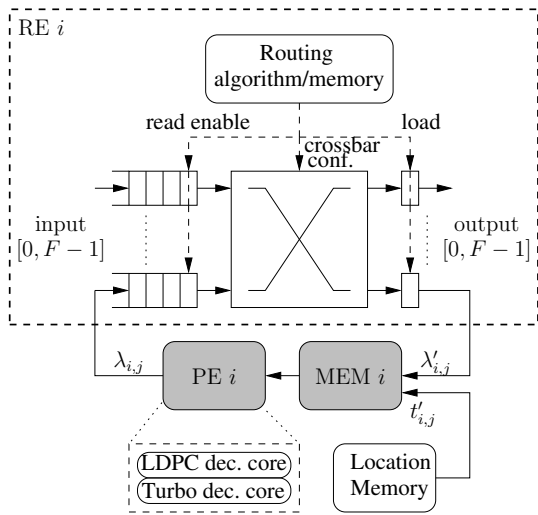 RE i
Routing
algorithm/memory
read enable
load
crossbar
conf.
input
[0, F − 1]
output
[0, F − 1]
λ_{i,j}
PE i
MEM i
λ'_{i,j}
t'_{i,j}
LDPC dec. core
Turbo dec. core
Location
Memory